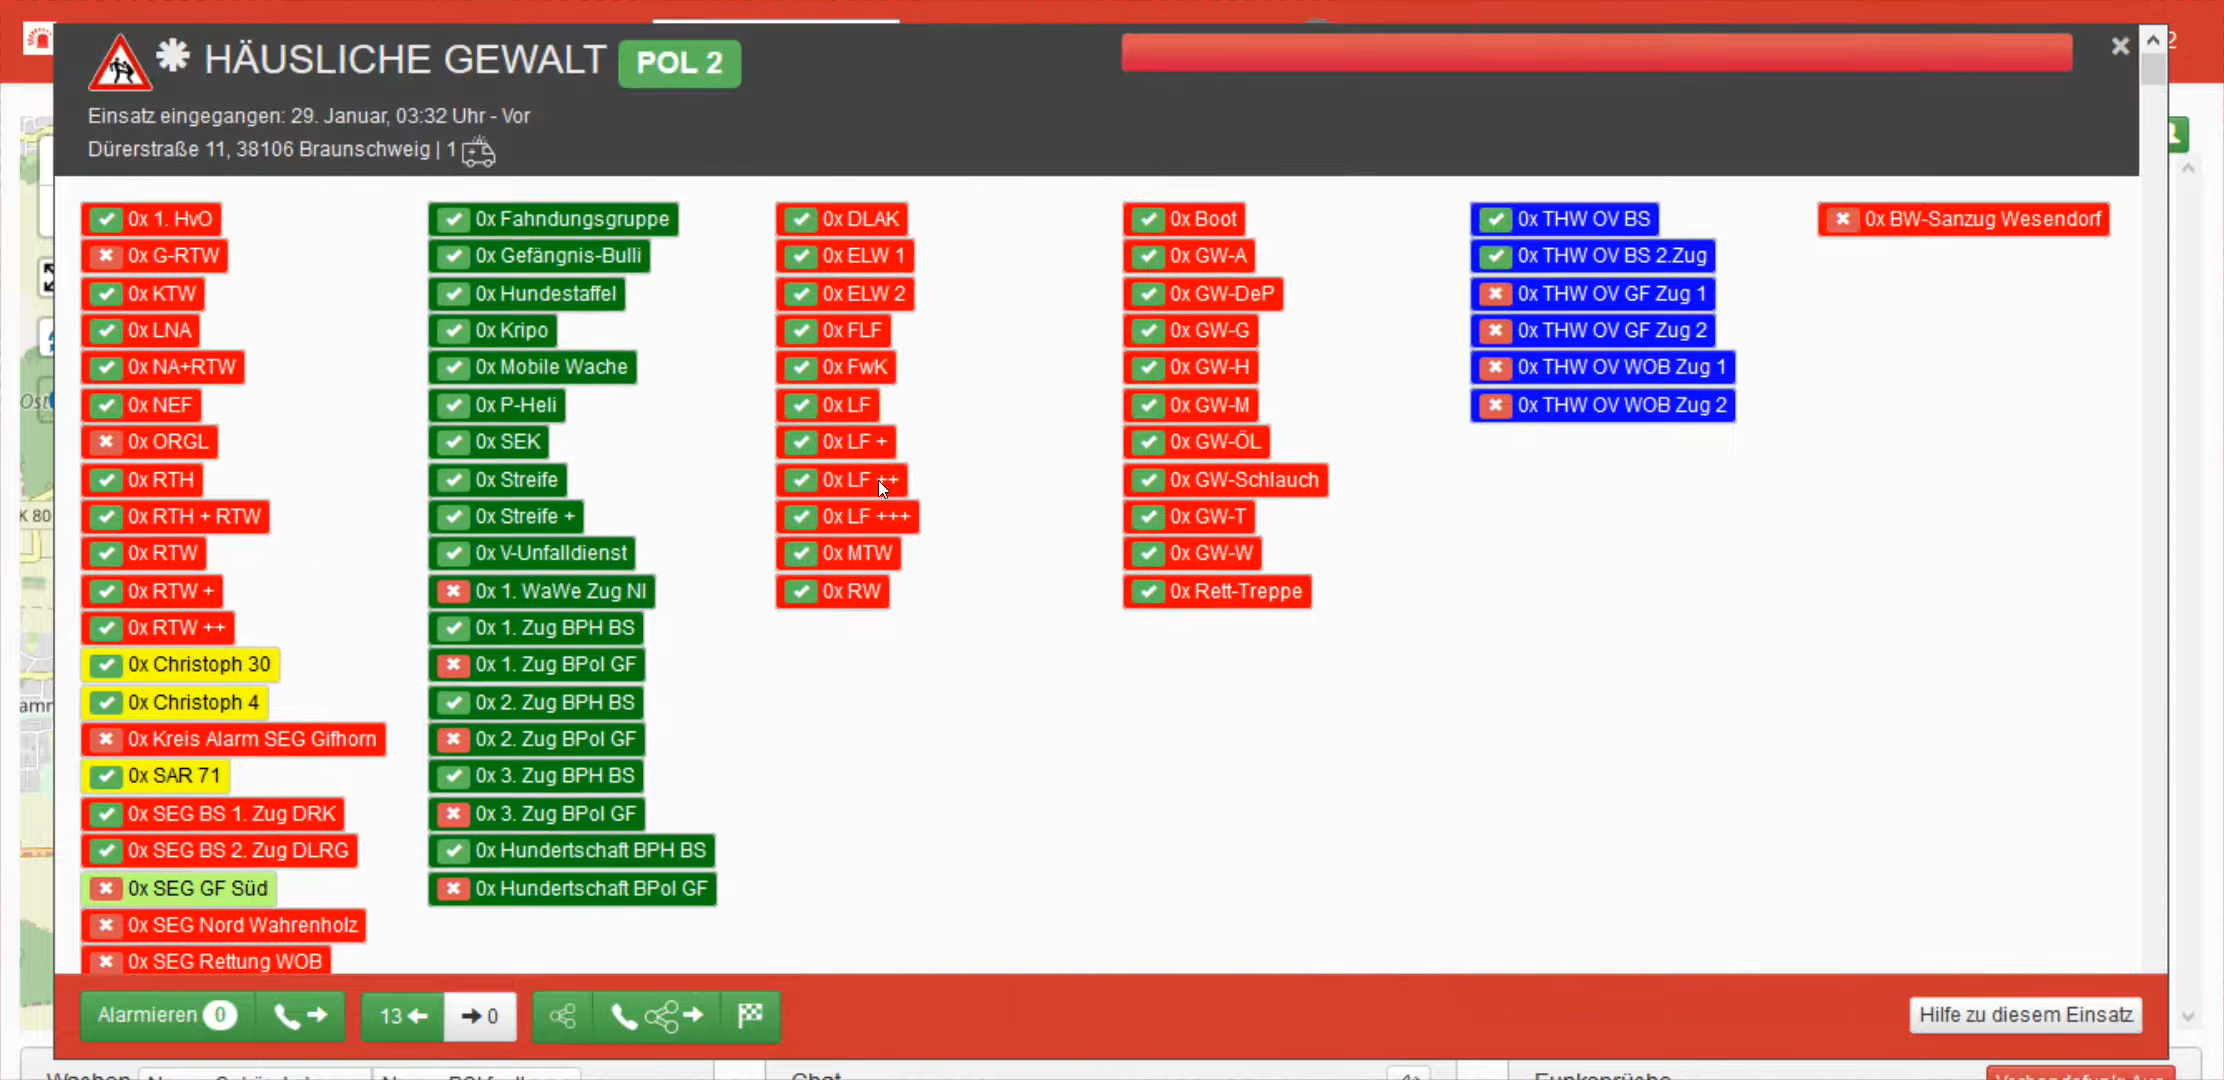 HÄUSLICHE GEWALT POL 2
Einsatz eingegangen: 29. Januar, 03:32 Uhr - Vor
Dürerstraße 11, 38106 Braunschweig | 1
0x 1. HvO
0x G-RTW
0x KTW
0x LNA
0x NA+RTW
0x NEF
0x ORGL
0x RTH
0x RTH + RTW
0x RTW
0x RTW +
0x RTW ++
0x Christoph 30
0x Christoph 4
0x Kreis Alarm SEG Gifhorn
0x SAR 71
0x SEG BS 1. Zug DRK
0x SEG BS 2. Zug DLRG
0x SEG GF Süd
0x SEG Nord Wahrenholz
0x SEG Rettung WOB
0x Fahndungsgruppe
0x Gefängnis-Bulli
0x Hundestaffel
0x Kripo
0x Mobile Wache
0x P-Heli
0x SEK
0x Streife
0x Streife +
0x V-Unfalldienst
0x 1. WaWe Zug NI
0x 1. Zug BPH BS
0x 1. Zug BPol GF
0x 2. Zug BPH BS
0x 2. Zug BPol GF
0x 3. Zug BPH BS
0x 3. Zug BPol GF
0x Hundertschaft BPH BS
0x Hundertschaft BPol GF
0x DLAK
0x ELW 1
0x ELW 2
0x FLF
0x FwK
0x LF
0x LF +
0x LF ++
0x LF +++
0x MTW
0x RW
0x Boot
0x GW-A
0x GW-DeP
0x GW-G
0x GW-H
0x GW-M
0x GW-ÖL
0x GW-Schlauch
0x GW-T
0x GW-W
0x Rett-Treppe
0x THW OV BS
0x THW OV BS 2.Zug
0x THW OV GF Zug 1
0x THW OV GF Zug 2
0x THW OV WOB Zug 1
0x THW OV WOB Zug 2
0x BW-Sanzug Wesendorf
Alarmieren 0
13
0
Hilfe zu diesem Einsatz
K 80
Ost
2
Chat